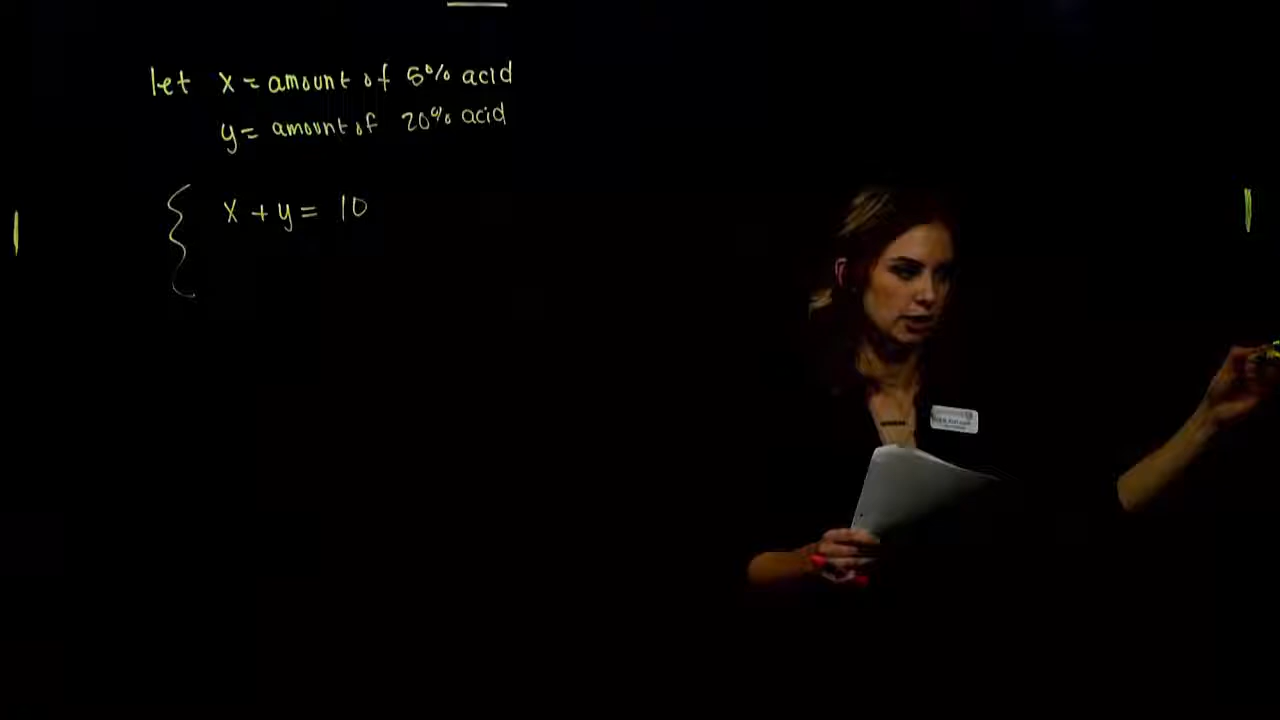 let x = amount of 5% acid
y = amount of 20% acid
x + y = 10